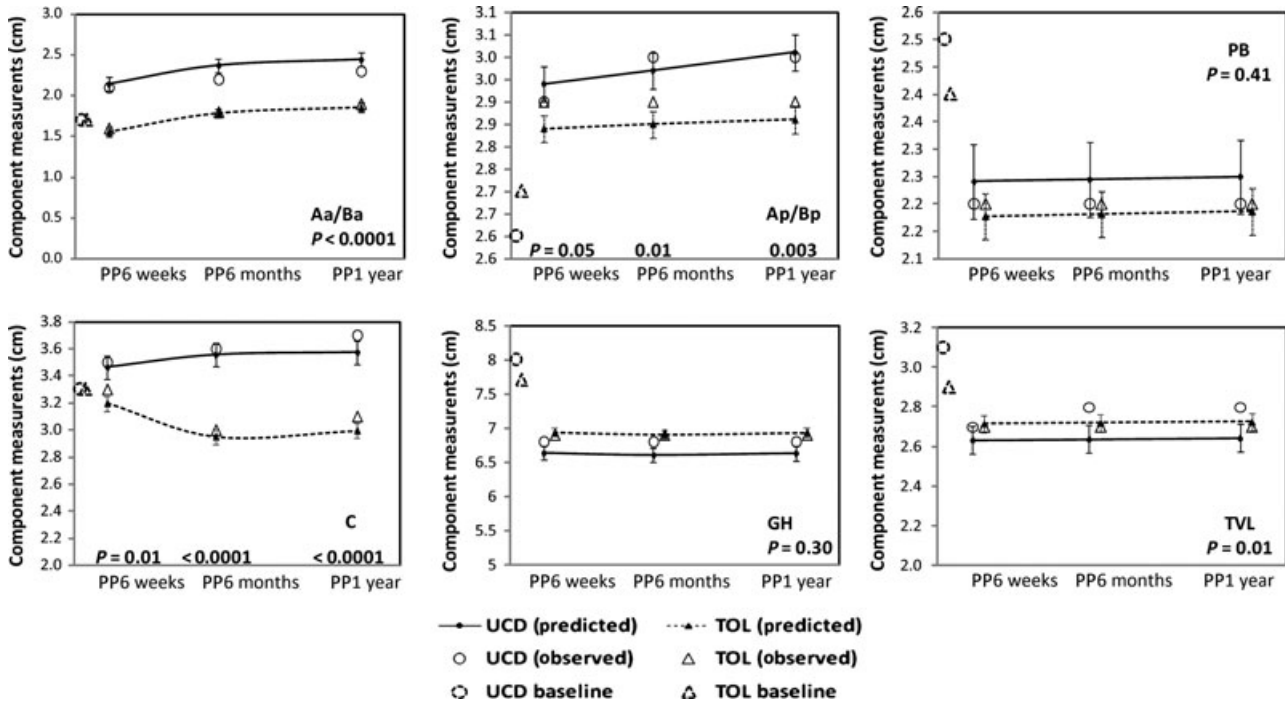 Component measurents (cm)
3.0
2.5
2.0
1.5
1.0
0.5
0.0
Aa/Ba
P < 0.0001
PP6 weeks PP6 months PP1 year
Component measurents (cm)
3.1
3.0
3.0
2.9
2.9
2.8
2.8
2.7
2.7
2.6
2.6
Ap/Bp
P = 0.05 0.01 0.003
PP6 weeks PP6 months PP1 year
Component measurents (cm)
2.6
2.5
2.5
2.4
2.4
2.3
2.3
2.2
2.2
2.1
PB
P = 0.41
PP6 weeks PP6 months PP1 year
Component measurents (cm)
3.8
3.6
3.4
3.2
3.0
2.8
2.6
2.4
2.2
2.0
C
P = 0.01 < 0.0001 < 0.0001
PP6 weeks PP6 months PP1 year
Component measurents (cm)
8.5
8
7.5
7
6.5
6
5.5
5
GH
P = 0.30
PP6 weeks PP6 months PP1 year
Component measurents (cm)
3.2
3.0
2.8
2.6
2.4
2.2
2.0
TVL
P = 0.01
PP6 weeks PP6 months PP1 year
UCD (predicted) TOL (predicted)
UCD (observed) TOL (observed)
UCD baseline TOL baseline